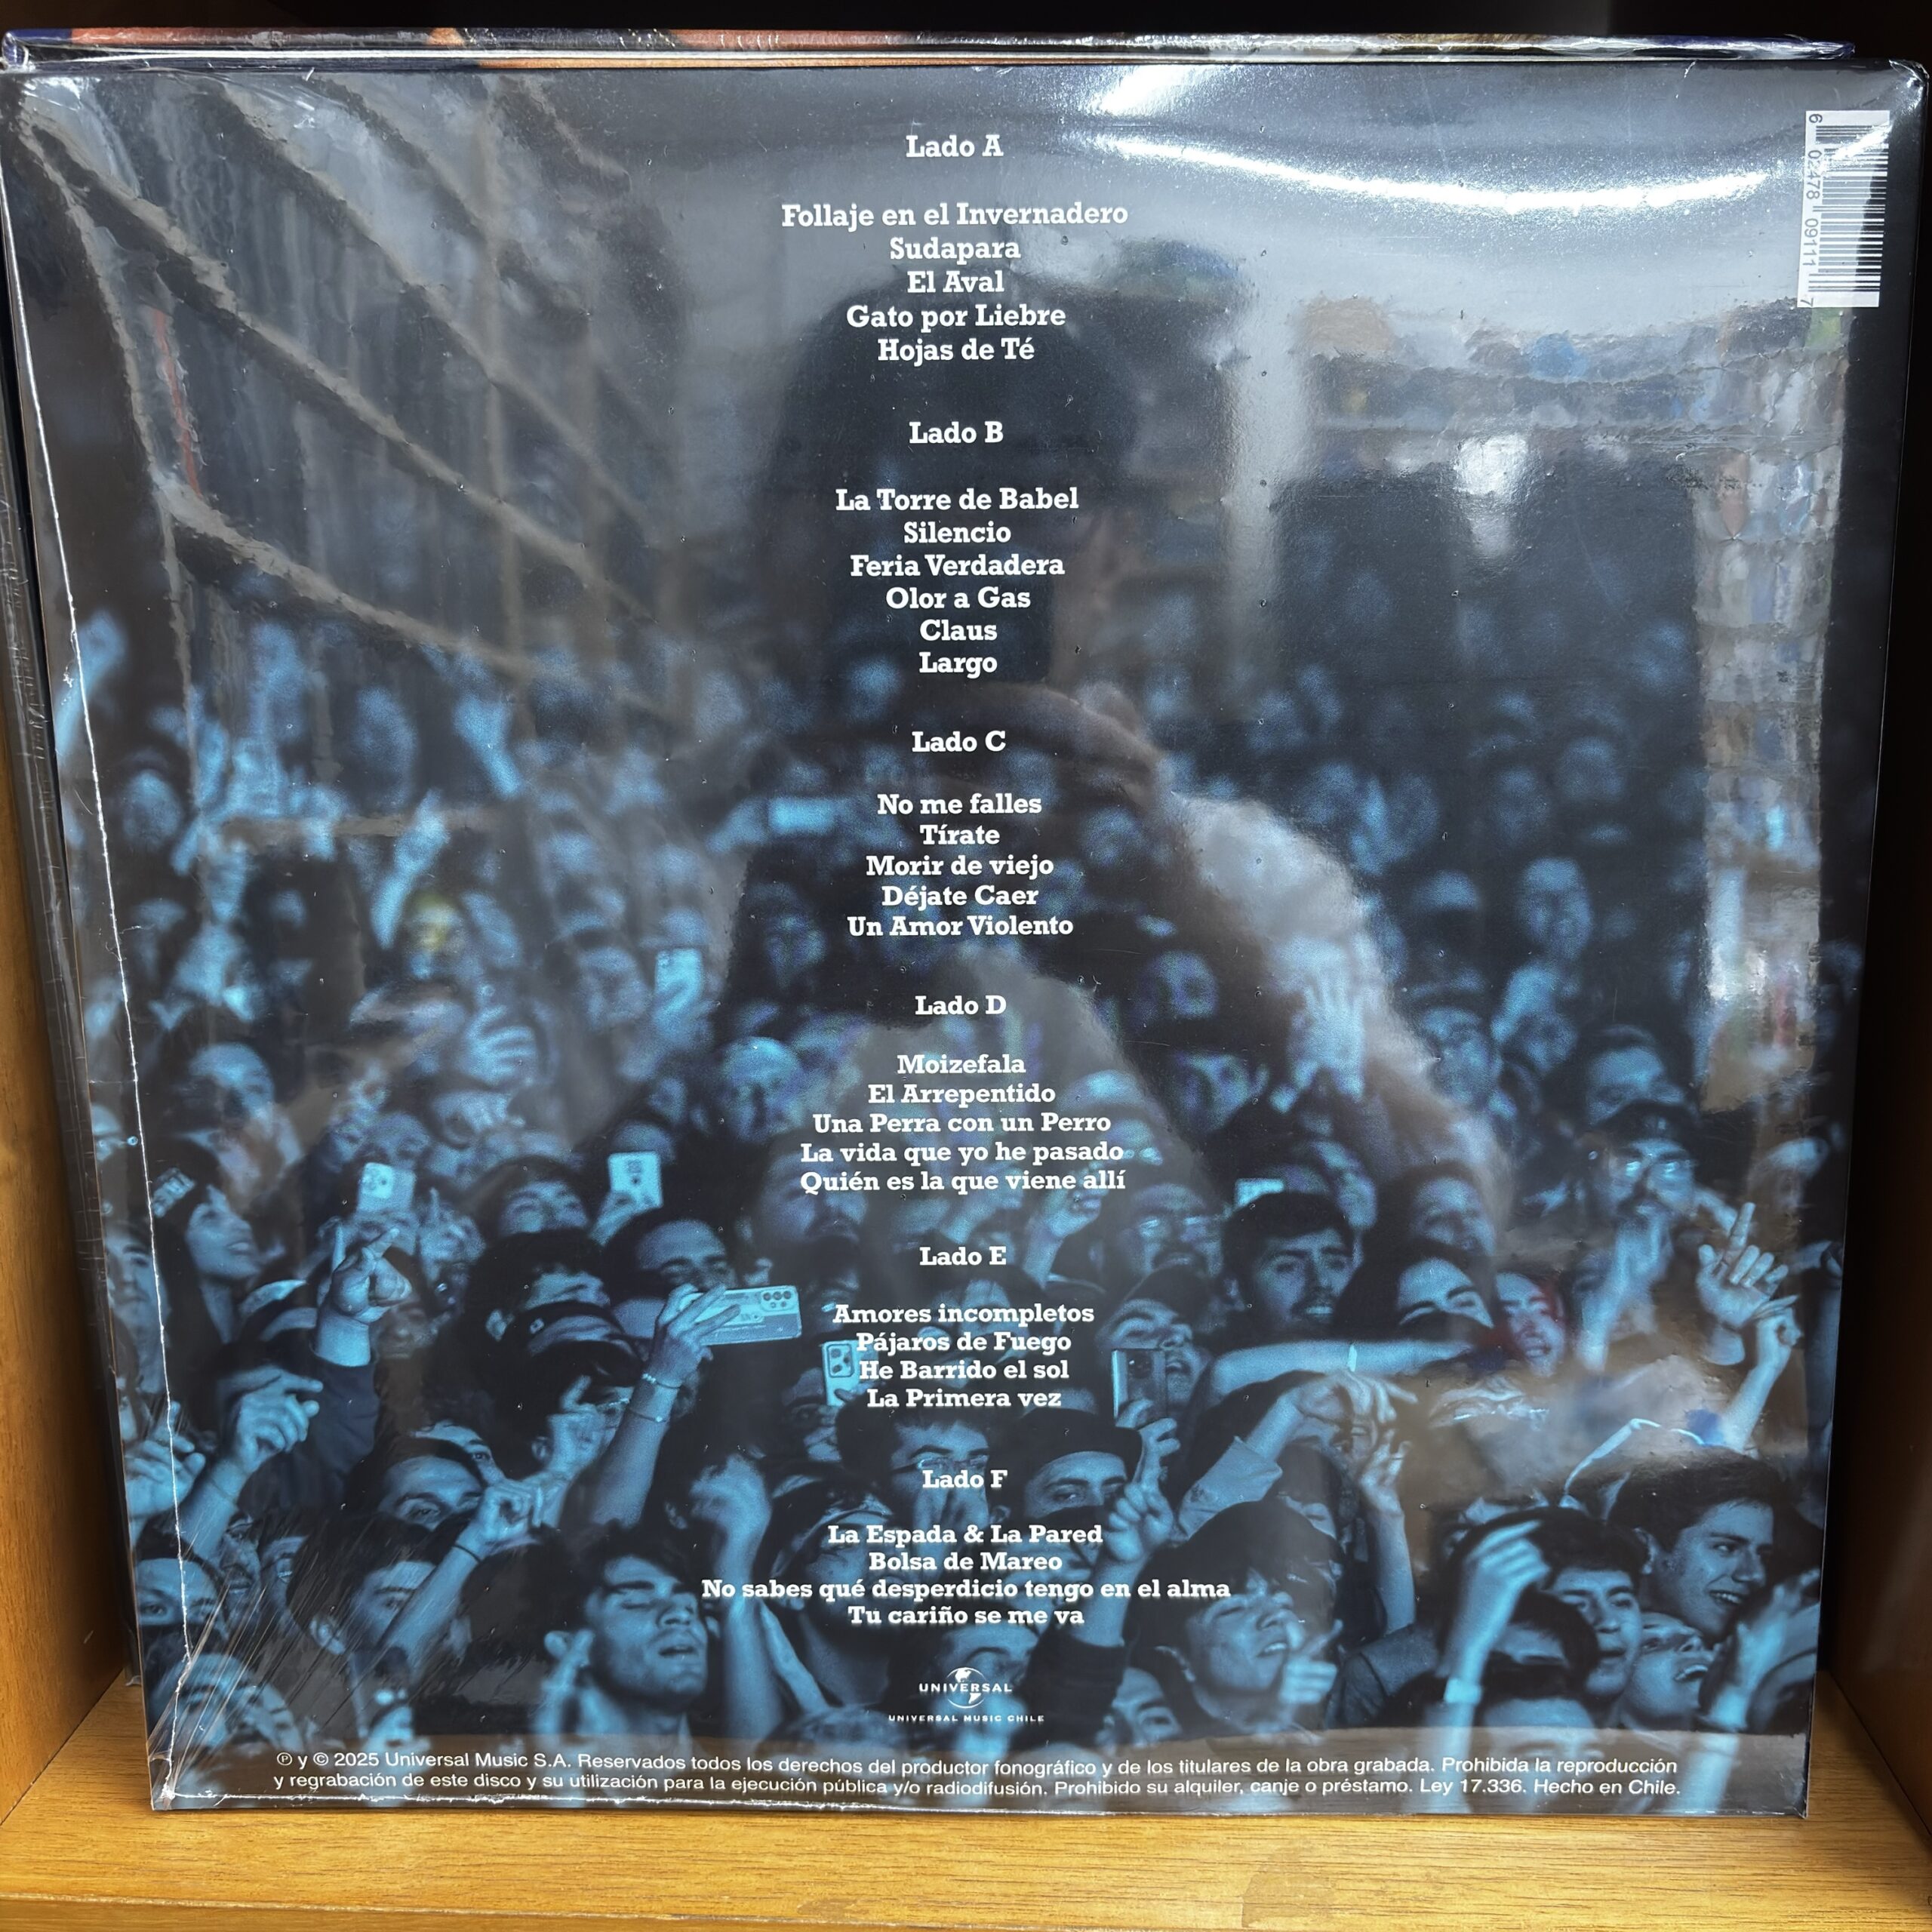 Lado A
Follaje en el Invernadero
Sudapara
El Aval
Gato por Liebre
Hojas de Té
Lado B
La Torre de Babel
Silencio
Feria Verdadera
Olor a Gas
Claus
Largo
Lado C
No me falles
Tírate
Morir de viejo
Déjate Caer
Un Amor Violento
Lado D
Moizefala
El Arrepentido
Una Perra con un Perro
La vida que yo he pasado
Quién es la que viene allí
Lado E
Amores incompletos
Pájaros de Fuego
He Barrido el sol
La Primera vez
Lado F
La Espada & La Pared
Bolsa de Mareo
No sabes qué desperdicio tengo en el alma
Tu cariño se me va
UNIVERSAL
UNIVERSAL MUSIC CHILE
℗ y © 2025 Universal Music S.A. Reservados todos los derechos del productor fonográfico y de los titulares de la obra grabada. Prohibida la reproducción
y regrabación de este disco y su utilización para la ejecución pública y/o radiodifusión. Prohibido su alquiler, canje o préstamo. Ley 17.336. Hecho en Chile.
6 02478 09111 7